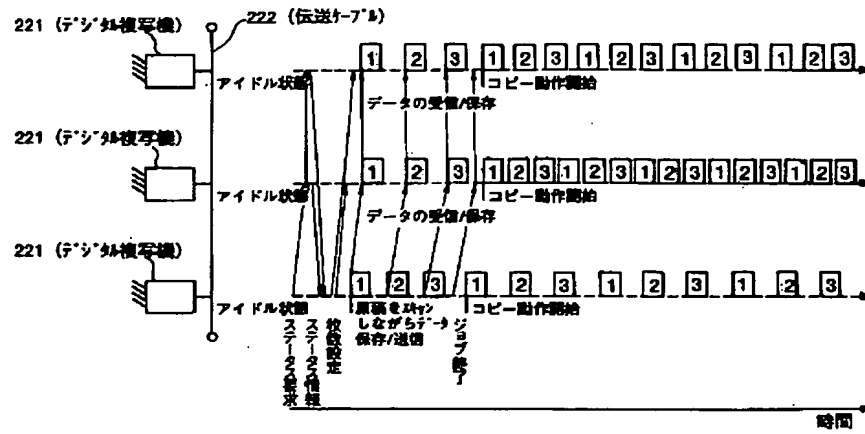 221 (デジタル複写機)
222 (伝送ケーブル)
1 2 3 1 2 3 1 2 3 1 2 3 1 2 3
アイドル状態
コピー動作開始
データの受信/保存
221 (デジタル複写機)
1 2 3 1 2 3 1 2 3 1 2 3 1 2 3 1 2 3
アイドル状態
コピー動作開始
データの受信/保存
221 (デジタル複写機)
1 2 3 1 2 3 1 2 3 1 2 3
アイドル状態
ステータス要求
ステータス情報
枚数設定
原稿をスキャン
しながらデータ
保存/送信
ジョブ終了
コピー動作開始
時間